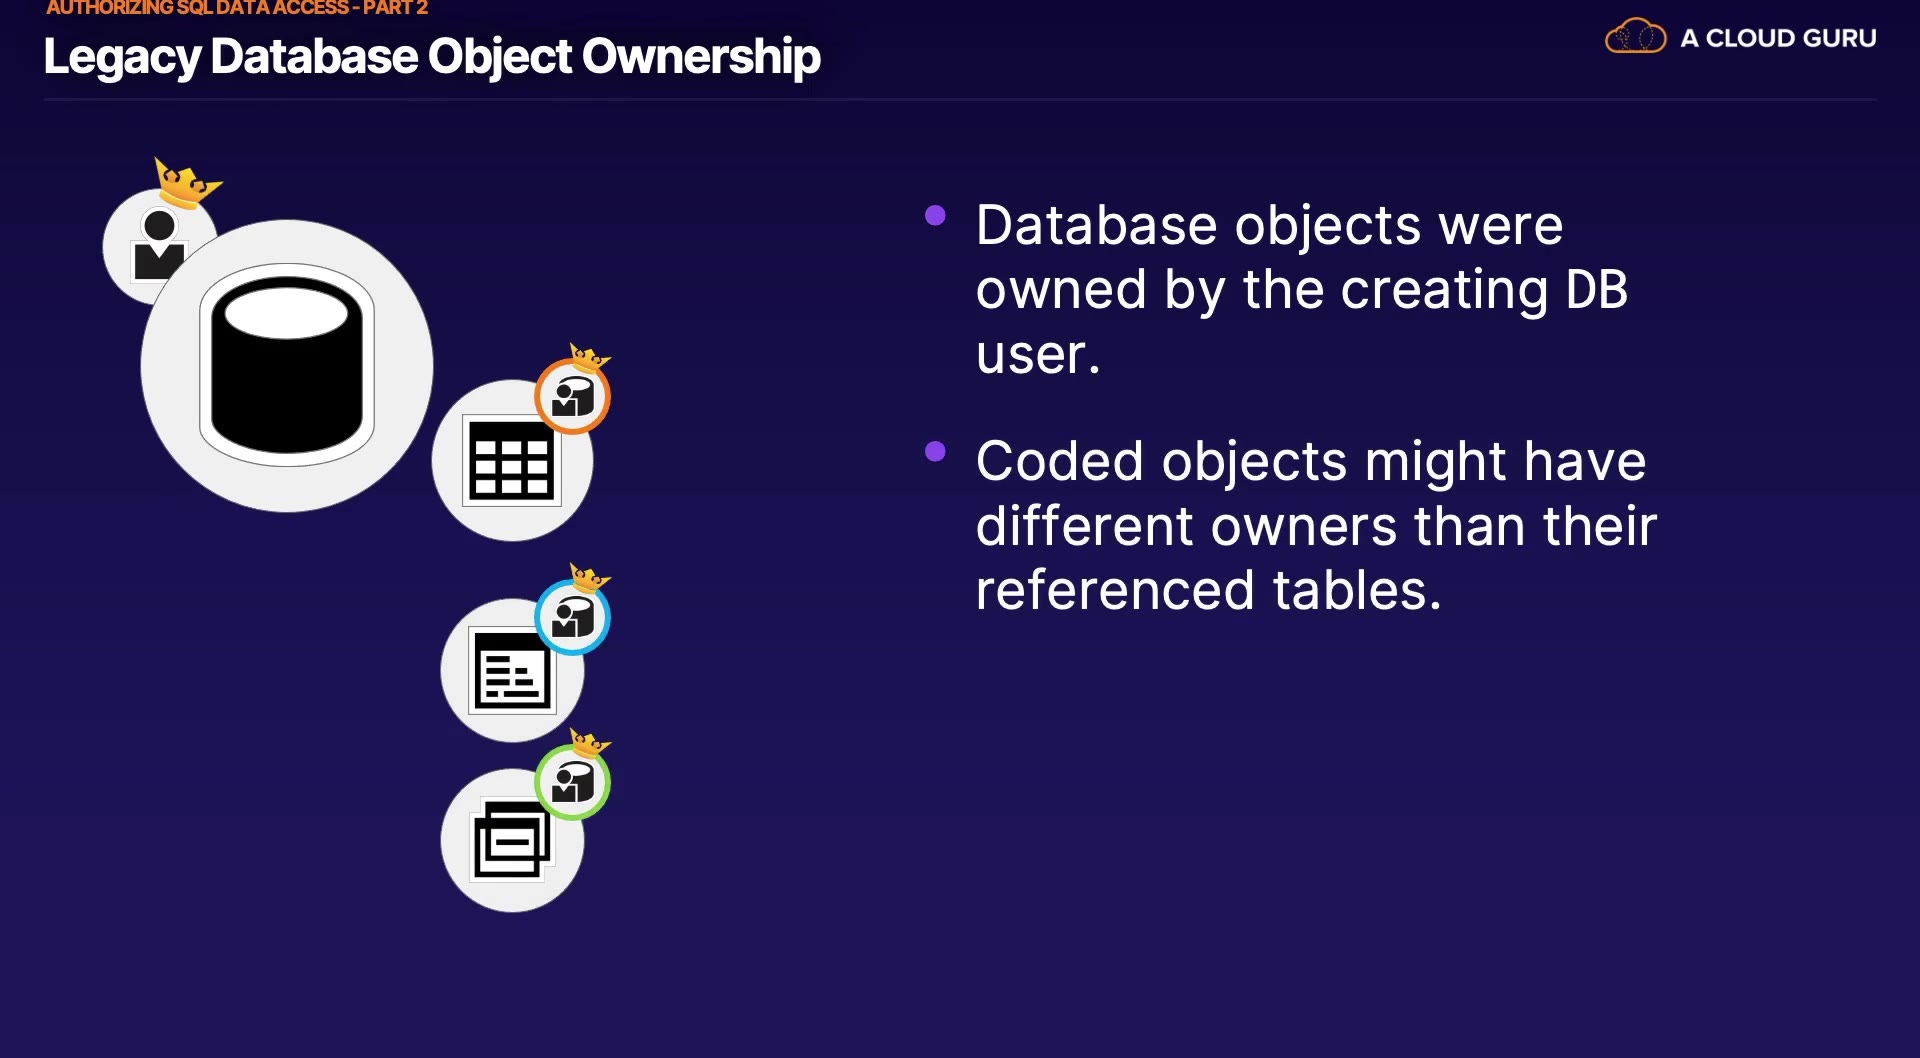 AUTHORIZING SQL DATA ACCESS - PART 2
Legacy Database Object Ownership
A CLOUD GURU
Database objects were
owned by the creating DB
user.
Coded objects might have
different owners than their
referenced tables.